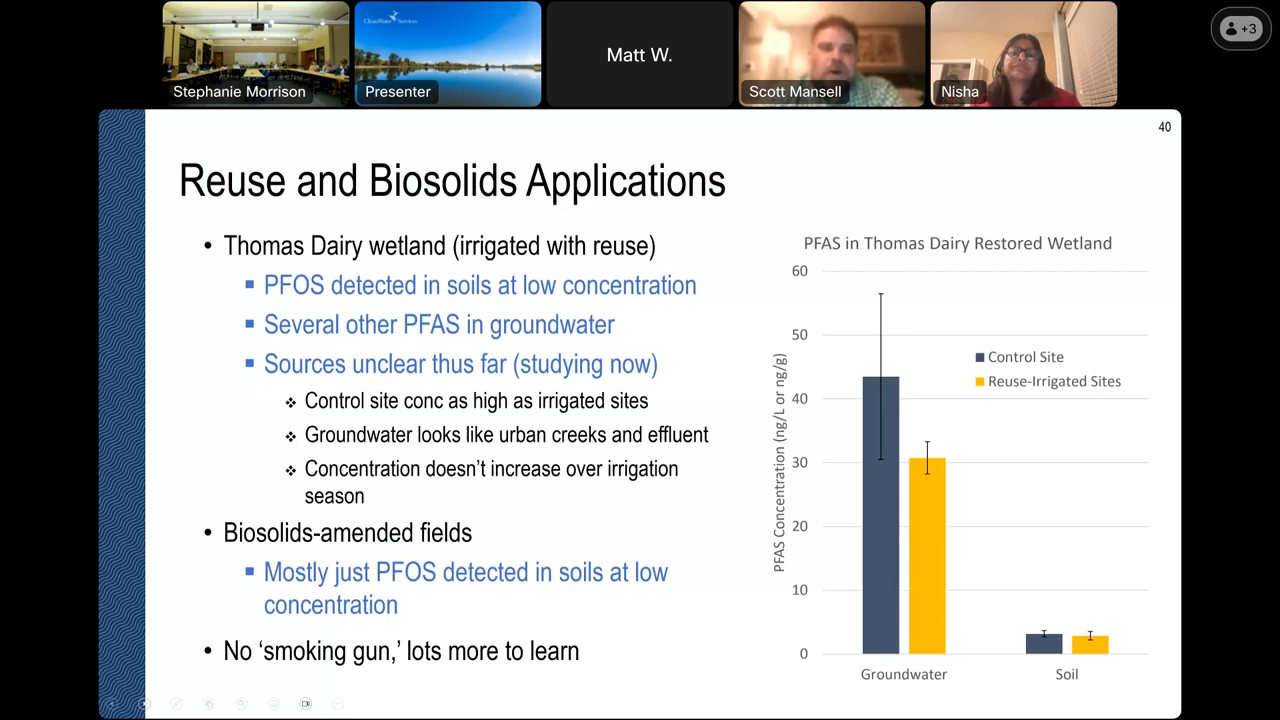 CleanWater Services
Stephanie Morrison
Presenter
Matt W.
Scott Mansell
Nisha
+3
40
Reuse and Biosolids Applications
• Thomas Dairy wetland (irrigated with reuse)
▪ PFOS detected in soils at low concentration
▪ Several other PFAS in groundwater
▪ Sources unclear thus far (studying now)
❖ Control site conc as high as irrigated sites
❖ Groundwater looks like urban creeks and effluent
❖ Concentration doesn’t increase over irrigation
season
• Biosolids-amended fields
▪ Mostly just PFOS detected in soils at low
concentration
• No ‘smoking gun,’ lots more to learn
PFAS in Thomas Dairy Restored Wetland
PFAS Concentration (ng/L or ng/g)
60
50
40
30
20
10
0
Control Site
Reuse-Irrigated Sites
Groundwater
Soil